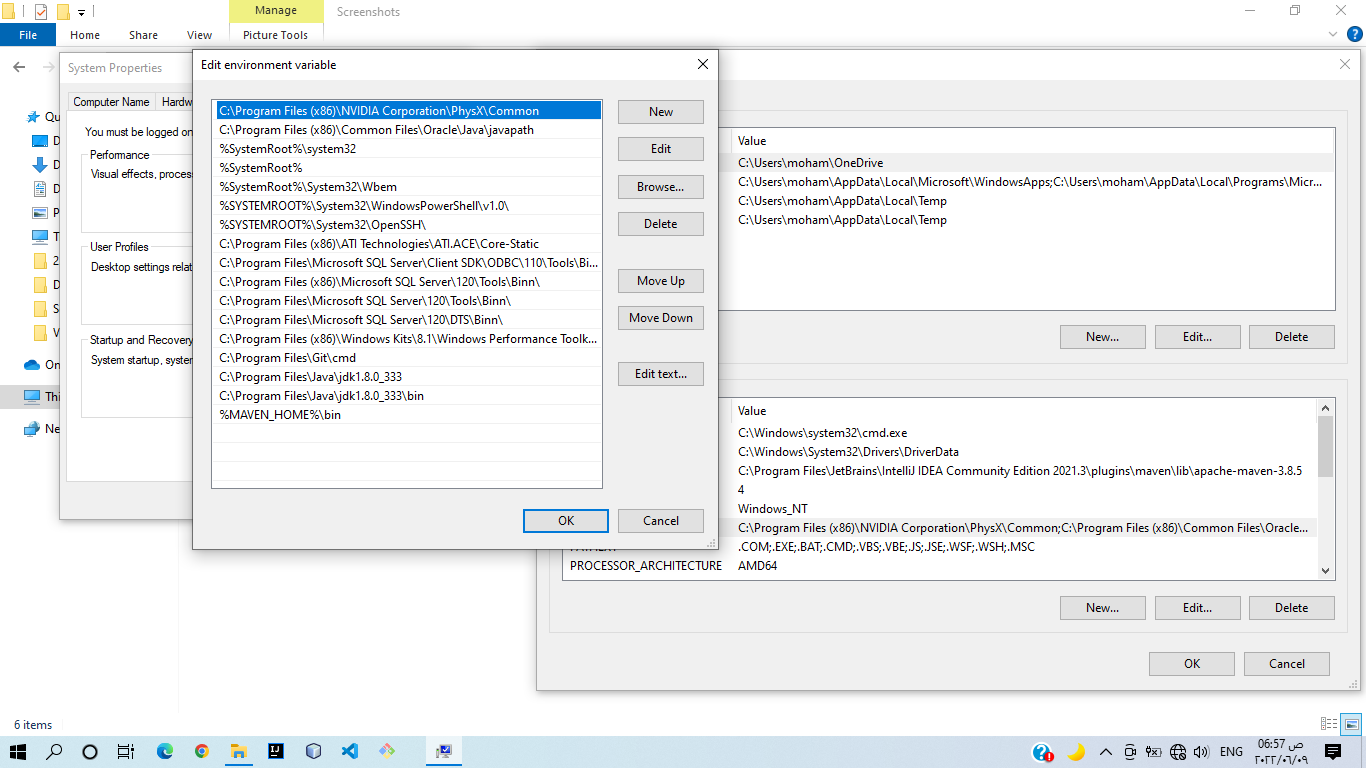 Manage
Screenshots
File
Home
Share
View
Picture Tools
System Properties
Computer Name
Hardw
You must be logged on
Performance
Visual effects, proces
User Profiles
Desktop settings relat
Startup and Recovery
System startup, syster
Edit environment variable
C:\Program Files (x86)\NVIDIA Corporation\PhysX\Common
C:\Program Files (x86)\Common Files\Oracle\Java\javapath
%SystemRoot%\system32
%SystemRoot%
%SystemRoot%\System32\Wbem
%SYSTEMROOT%\System32\WindowsPowerShell\v1.0\
%SYSTEMROOT%\System32\OpenSSH\
C:\Program Files (x86)\ATI Technologies\ATI.ACE\Core-Static
C:\Program Files\Microsoft SQL Server\Client SDK\ODBC\110\Tools\Bi...
C:\Program Files (x86)\Microsoft SQL Server\120\Tools\Binn\
C:\Program Files\Microsoft SQL Server\120\Tools\Binn\
C:\Program Files\Microsoft SQL Server\120\DTS\Binn\
C:\Program Files (x86)\Windows Kits\8.1\Windows Performance Toolk...
C:\Program Files\Git\cmd
C:\Program Files\Java\jdk1.8.0_333
C:\Program Files\Java\jdk1.8.0_333\bin
%MAVEN_HOME%\bin
New
Edit
Browse...
Delete
Move Up
Move Down
Edit text...
OK
Cancel
Value
C:\Users\moham\OneDrive
C:\Users\moham\AppData\Local\Microsoft\WindowsApps;C:\Users\moham\AppData\Local\Programs\Micr...
C:\Users\moham\AppData\Local\Temp
C:\Users\moham\AppData\Local\Temp
New...
Edit...
Delete
Value
C:\Windows\system32\cmd.exe
C:\Windows\System32\Drivers\DriverData
C:\Program Files\JetBrains\IntelliJ IDEA Community Edition 2021.3\plugins\maven\lib\apache-maven-3.8.5
4
Windows_NT
C:\Program Files (x86)\NVIDIA Corporation\PhysX\Common;C:\Program Files (x86)\Common Files\Oracle...
.COM;.EXE;.BAT;.CMD;.VBS;.VBE;.JS;.JSE;.WSF;.WSH;.MSC
PROCESSOR_ARCHITECTURE AMD64
New...
Edit...
Delete
OK
Cancel
6 items
ENG
06:57 ص
٢٠٢٢/٠٦/٠٩